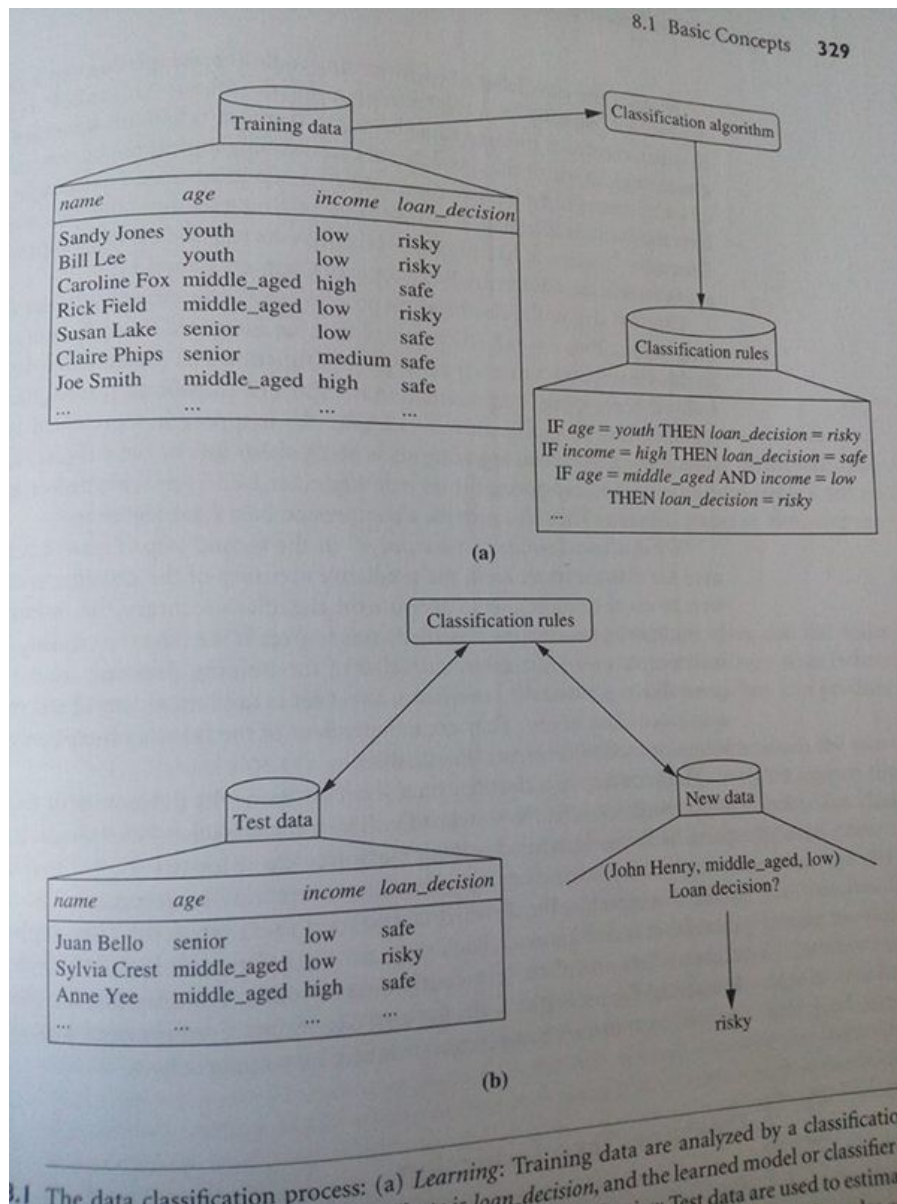 8.1 Basic Concepts 329
Training data
Classification algorithm
name age income loan_decision
Sandy Jones youth low risky
Bill Lee youth low risky
Caroline Fox middle_aged high safe
Rick Field middle_aged low risky
Susan Lake senior low safe
Claire Phips senior medium safe
Joe Smith middle_aged high safe
... ... ... ...
Classification rules
IF age = youth THEN loan_decision = risky
IF income = high THEN loan_decision = safe
IF age = middle_aged AND income = low
THEN loan_decision = risky
...
(a)
Classification rules
Test data
name age income loan_decision
Juan Bello senior low safe
Sylvia Crest middle_aged low risky
Anne Yee middle_aged high safe
... ... ... ...
New data
(John Henry, middle_aged, low)
Loan decision?
risky
(b)
.1 The data classification process: (a) Learning: Training data are analyzed by a classificatio
is loan_decision, and the learned model or classifier
Test data are used to estima